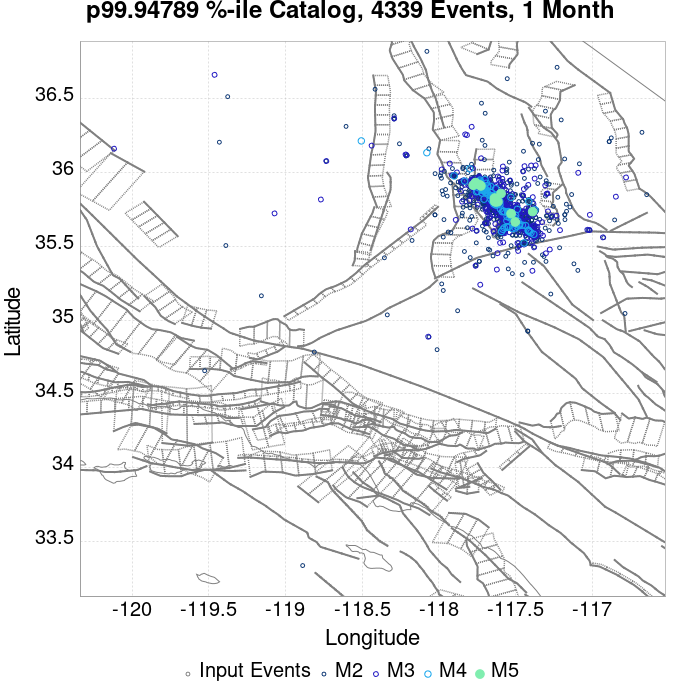 p99.94789 %-ile Catalog, 4339 Events, 1 Month
36.5
36
35.5
35
34.5
34
33.5
Latitude
-120 -119.5 -119 -118.5 -118 -117.5 -117
Longitude
Input Events M2 M3 M4 M5